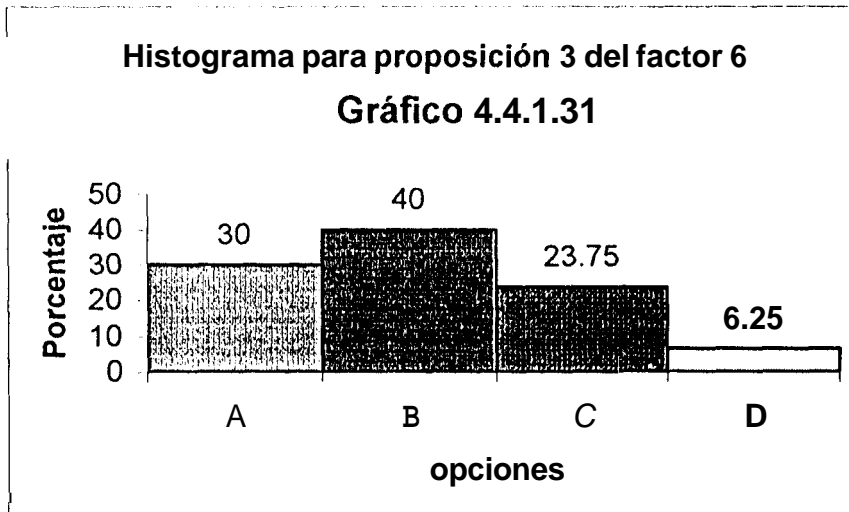 Histograma para proposición 3 del factor 6
Gráfico 4.4.1.31
Porcentaje
50
40
30
20
10
0
30
40
23.75
6.25
A B C D
opciones